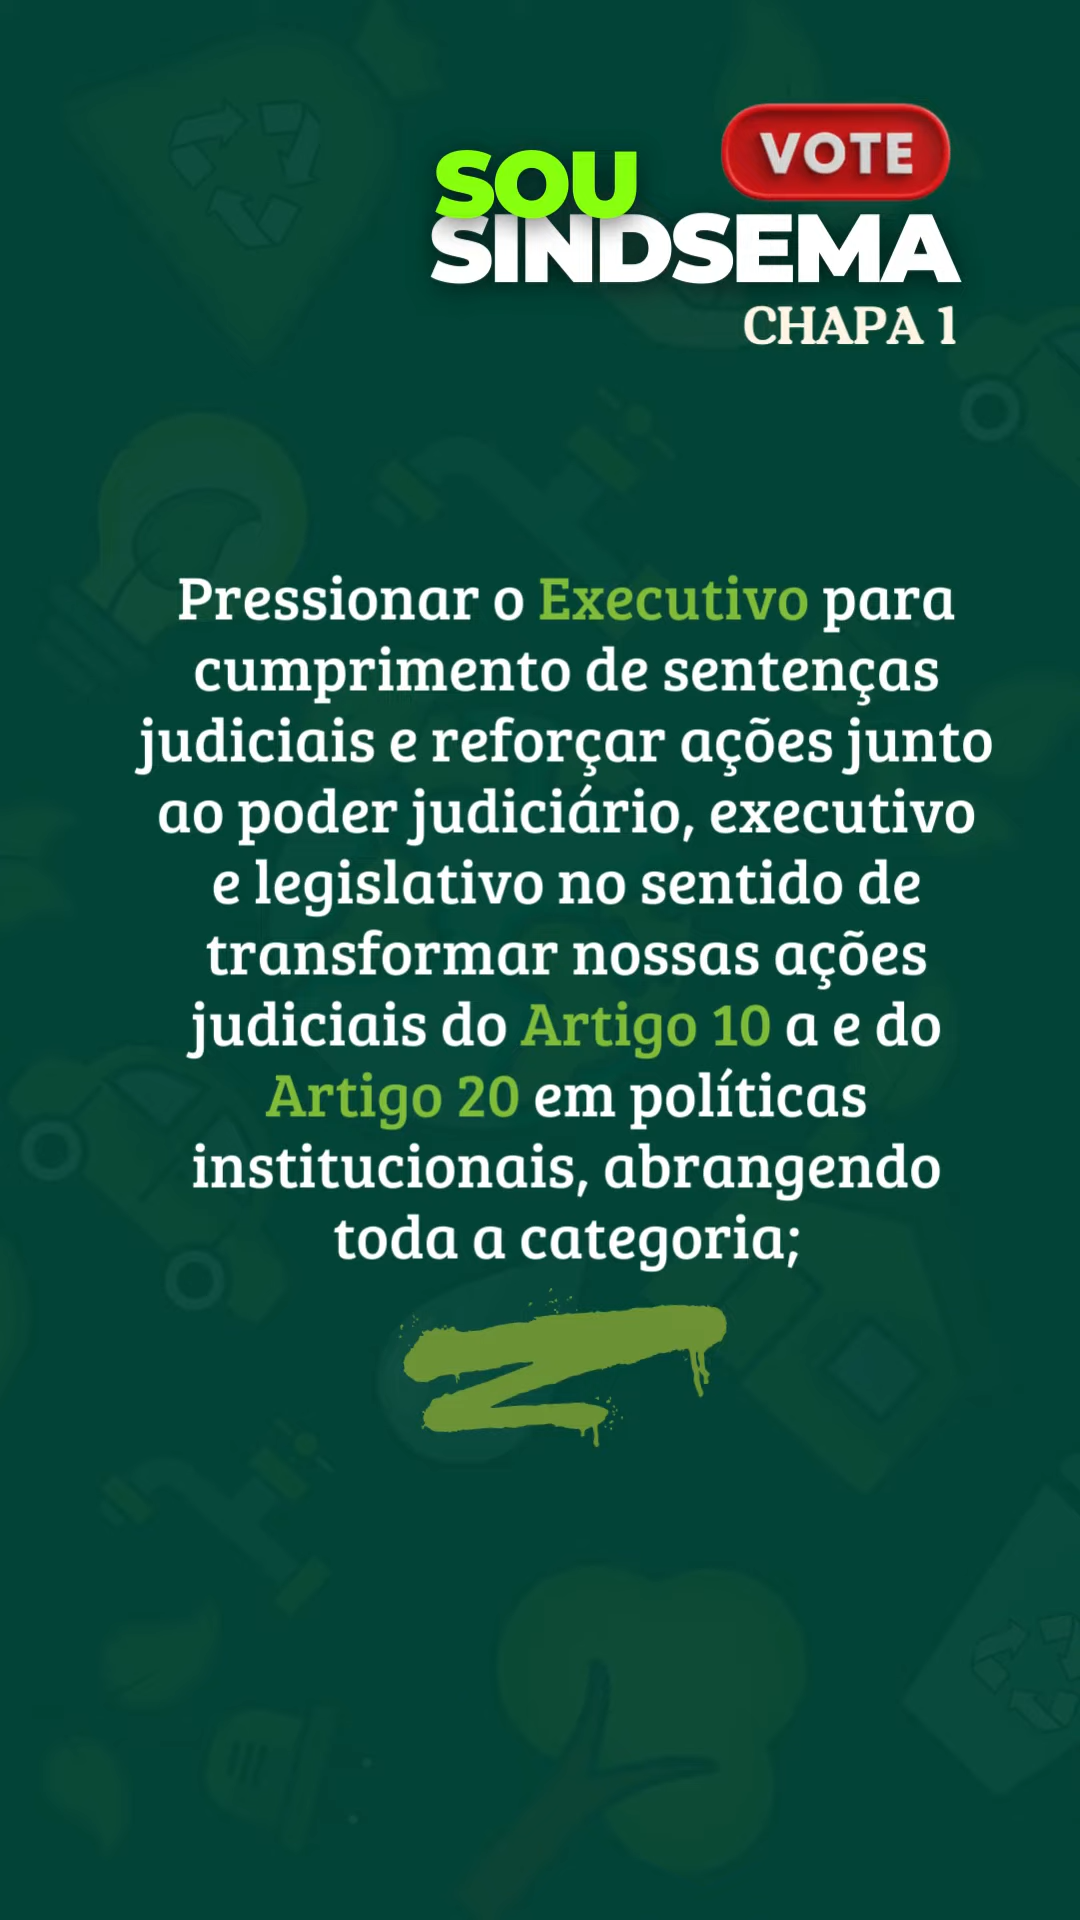 VOTE
SOU
SINDSEMA
CHAPA 1
Pressionar o Executivo para
cumprimento de sentenças
judiciais e reforçar ações junto
ao poder judiciário, executivo
e legislativo no sentido de
transformar nossas ações
judiciais do Artigo 10 a e do
Artigo 20 em políticas
institucionais, abrangendo
toda a categoria;